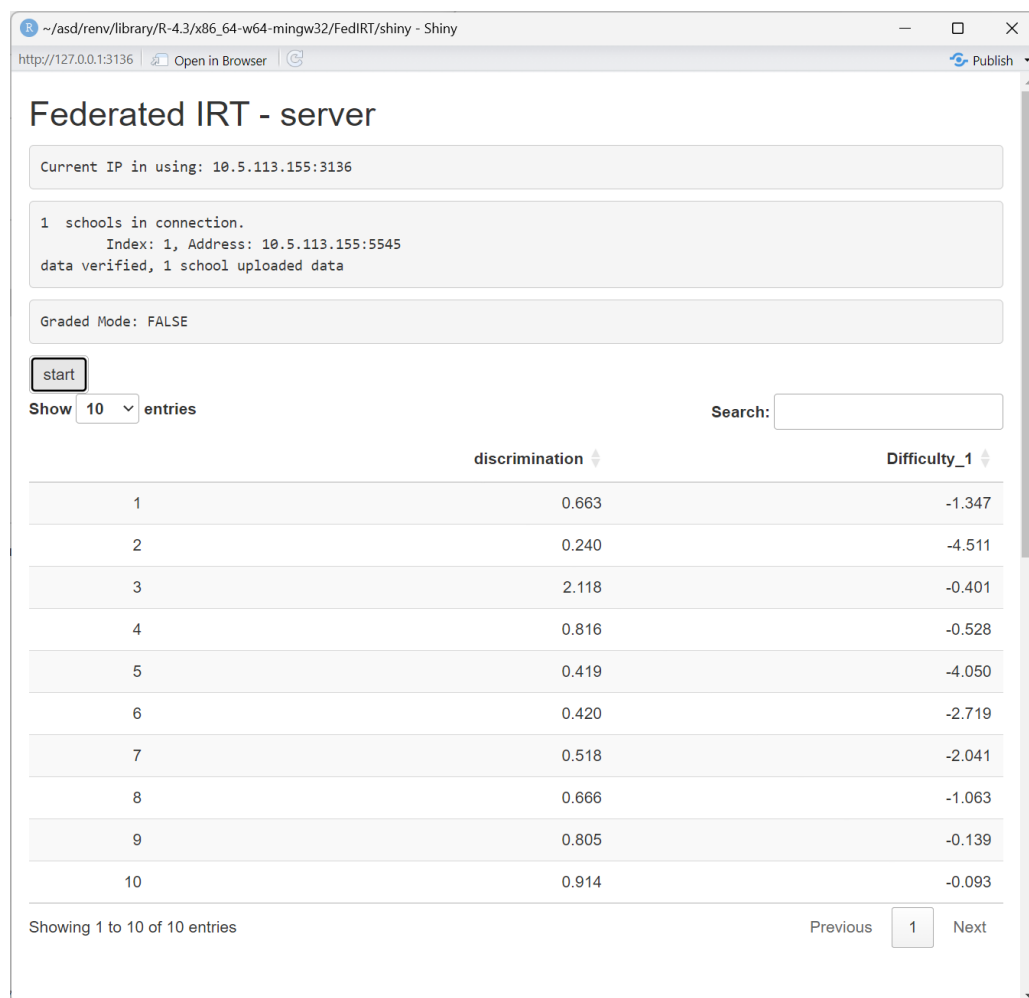 R ~/asd/renv/library/R-4.3/x86_64-w64-mingw32/FedIRT/shiny - Shiny
http://127.0.0.1:3136 Open in Browser Publish
Federated IRT - server
Current IP in using: 10.5.113.155:3136
1 schools in connection.
Index: 1, Address: 10.5.113.155:5545
data verified, 1 school uploaded data
Graded Mode: FALSE
start
Show 10 entries Search:
discrimination Difficulty_1
1 0.663 -1.347
2 0.240 -4.511
3 2.118 -0.401
4 0.816 -0.528
5 0.419 -4.050
6 0.420 -2.719
7 0.518 -2.041
8 0.666 -1.063
9 0.805 -0.139
10 0.914 -0.093
Showing 1 to 10 of 10 entries Previous 1 Next